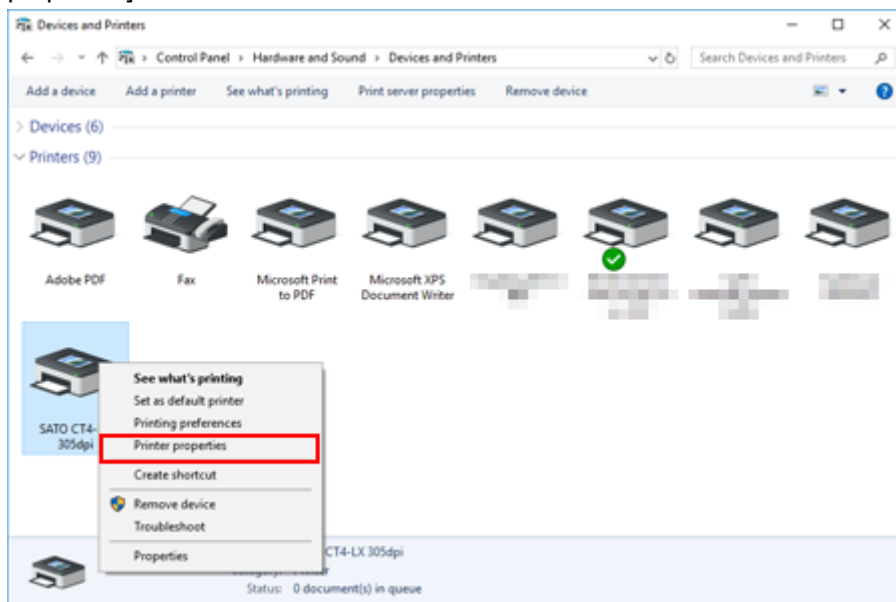 Devices and Printers
Control Panel > Hardware and Sound > Devices and Printers
Search Devices and Printers
Add a device Add a printer See what's printing Print server properties Remove device
Devices (6)
Printers (9)
Adobe PDF
Fax
Microsoft Print
to PDF
Microsoft XPS
Document Writer
SATO CT4-
305dpi
See what's printing
Set as default printer
Printing preferences
Printer properties
Create shortcut
Remove device
Troubleshoot
Properties
CT4-LX 305dpi
Status: 0 document(s) in queue